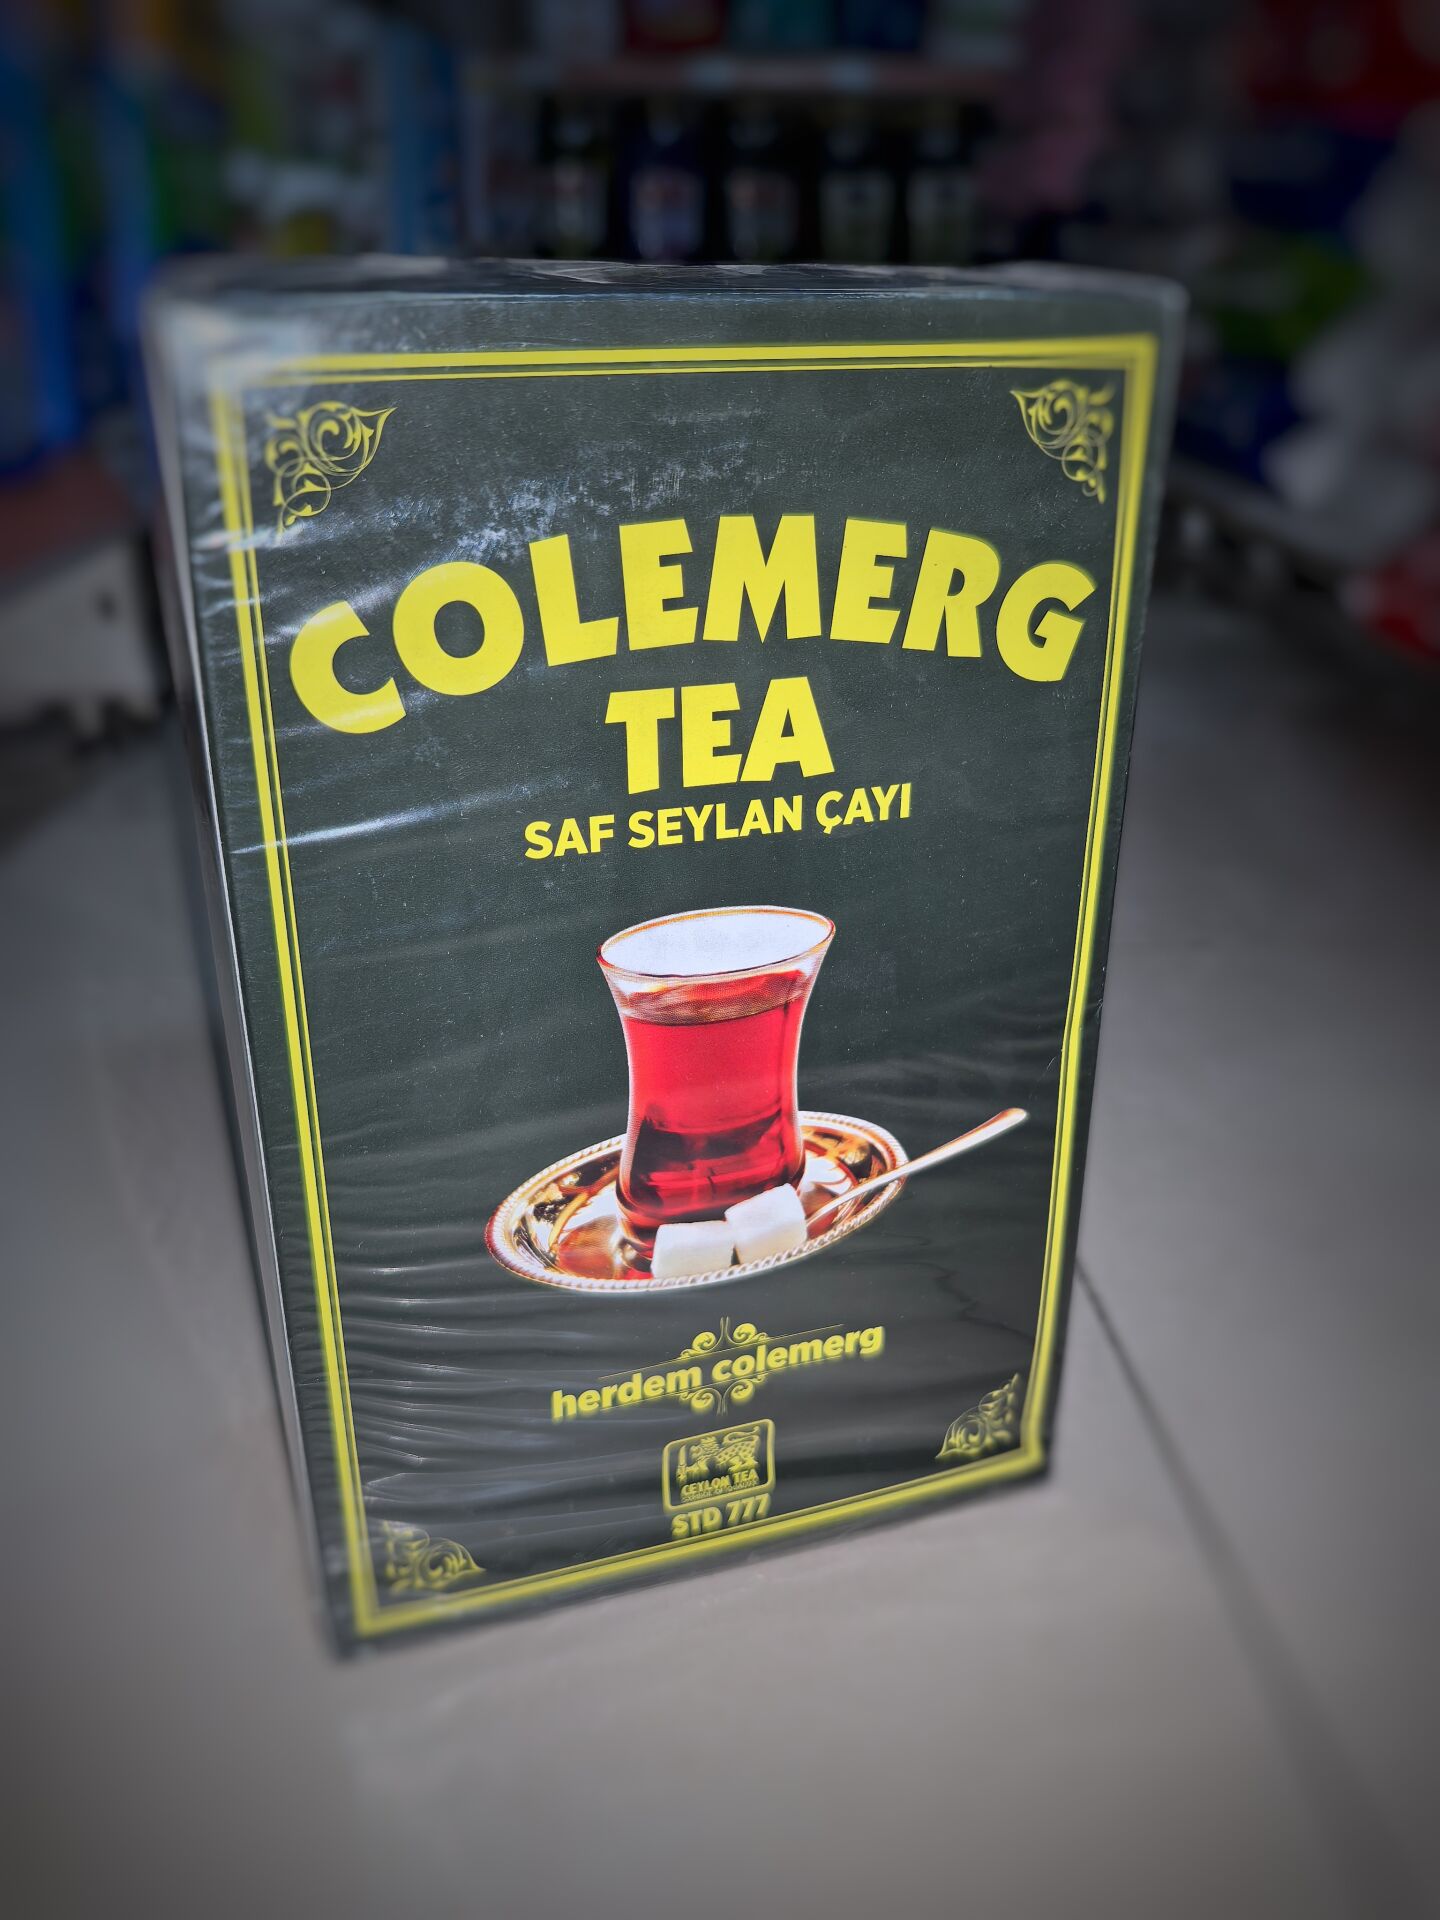 COLEMERG
TEA
SAF SEYLAN ÇAYI
herdem colemerg
CEYLON TEA
STD 777